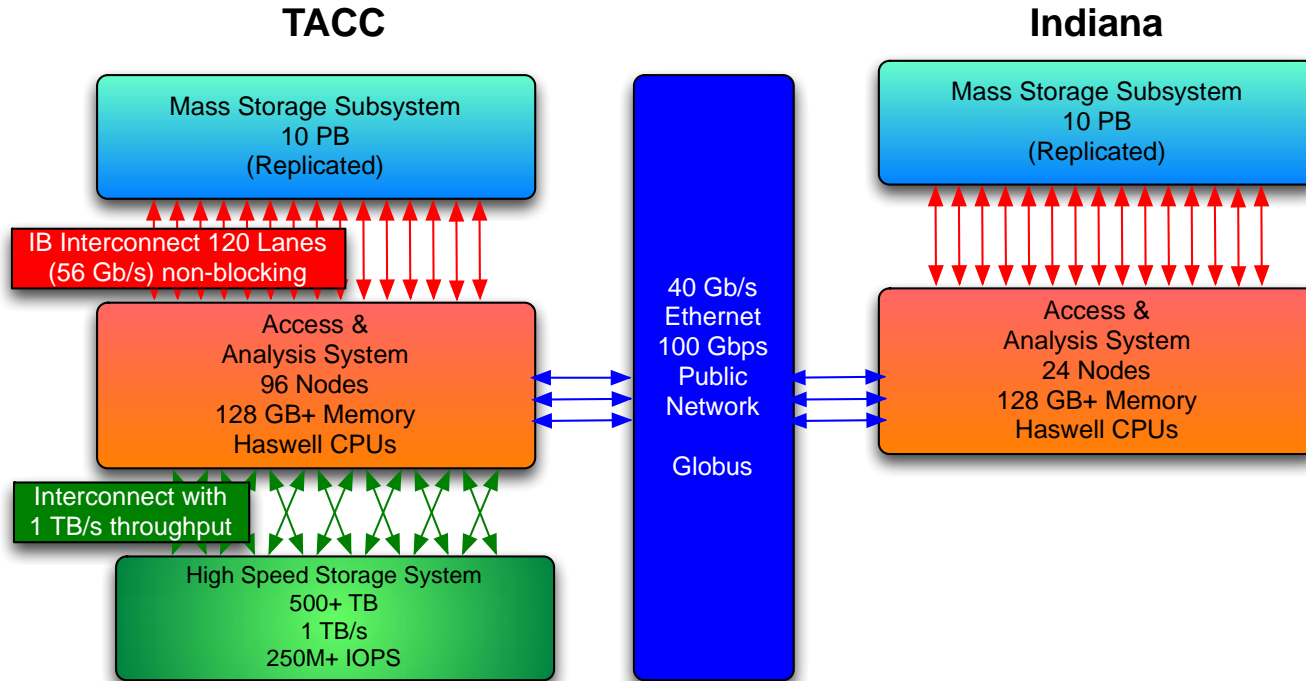 TACC
Mass Storage Subsystem
10 PB
(Replicated)
IB Interconnect 120 Lanes
(56 Gb/s) non-blocking
Access &
Analysis System
96 Nodes
128 GB+ Memory
Haswell CPUs
Interconnect with
1 TB/s throughput
High Speed Storage System
500+ TB
1 TB/s
250M+ IOPS
40 Gb/s
Ethernet
100 Gbps
Public
Network
Globus
Indiana
Mass Storage Subsystem
10 PB
(Replicated)
Access &
Analysis System
24 Nodes
128 GB+ Memory
Haswell CPUs